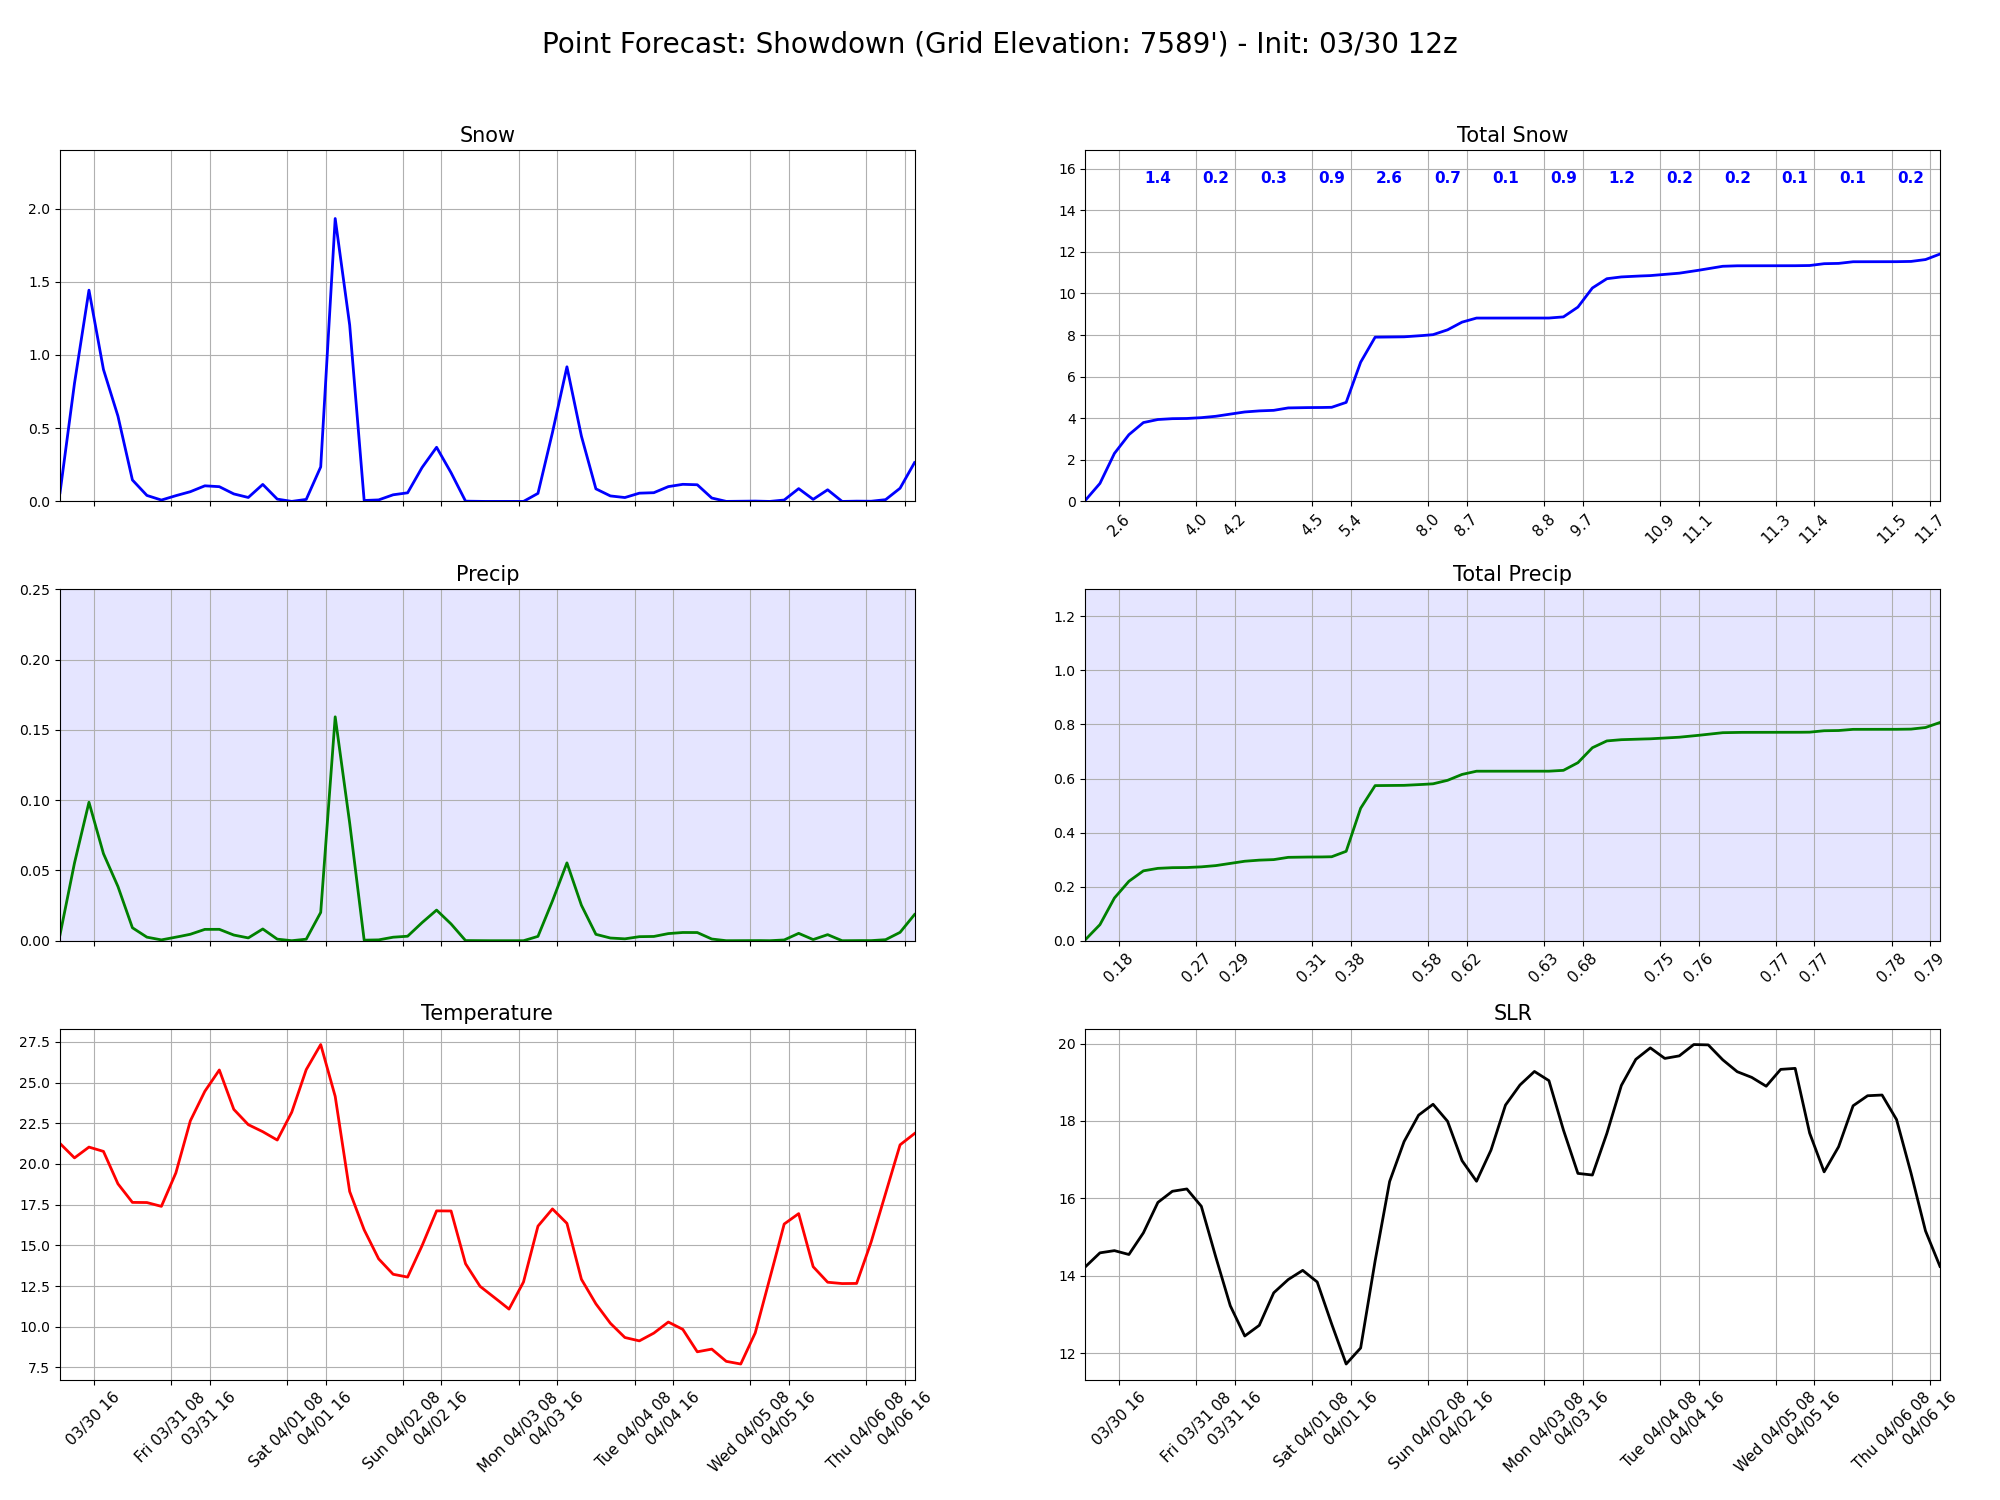 Point Forecast: Showdown (Grid Elevation: 7589') - Init: 03/30 12z
Snow
2.0
1.5
1.0
0.5
0.0
Total Snow
16
14
12
10
8
6
4
2
0
1.4 0.2 0.3 0.9 2.6 0.7 0.1 0.9 1.2 0.2 0.2 0.1 0.1 0.2
2.6 4.0 4.2 4.5 5.4 8.0 8.7 8.8 9.7 10.9 11.1 11.3 11.4 11.5 11.7
Precip
0.25
0.20
0.15
0.10
0.05
0.00
Total Precip
1.2
1.0
0.8
0.6
0.4
0.2
0.0
0.18 0.27 0.29 0.31 0.38 0.58 0.62 0.63 0.68 0.75 0.76 0.77 0.77 0.78 0.79
Temperature
27.5
25.0
22.5
20.0
17.5
15.0
12.5
10.0
7.5
03/30 16
Fri 03/31 08
03/31 16
Sat 04/01 08
04/01 16
Sun 04/02 08
04/02 16
Mon 04/03 08
04/03 16
Tue 04/04 08
04/04 16
Wed 04/05 08
04/05 16
Thu 04/06 08
04/06 16
SLR
20
18
16
14
12
03/30 16
Fri 03/31 08
03/31 16
Sat 04/01 08
04/01 16
Sun 04/02 08
04/02 16
Mon 04/03 08
04/03 16
Tue 04/04 08
04/04 16
Wed 04/05 08
04/05 16
Thu 04/06 08
04/06 16